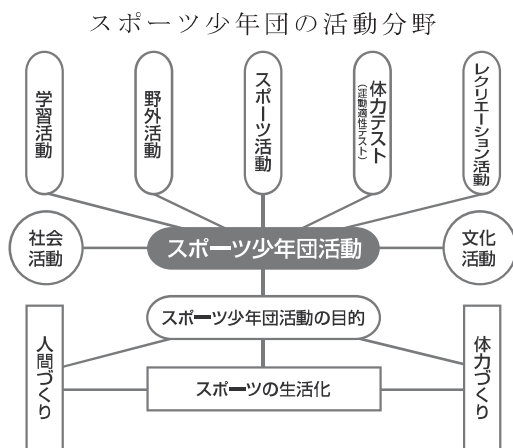 スポーツ少年団の活動分野
学習活動
野外活動
スポーツ活動
体力テスト
(運動適性テスト)
レクリエーション活動
社会
活動
スポーツ少年団活動
文化
活動
スポーツ少年団活動の目的
人間づくり
スポーツの生活化
体力づくり